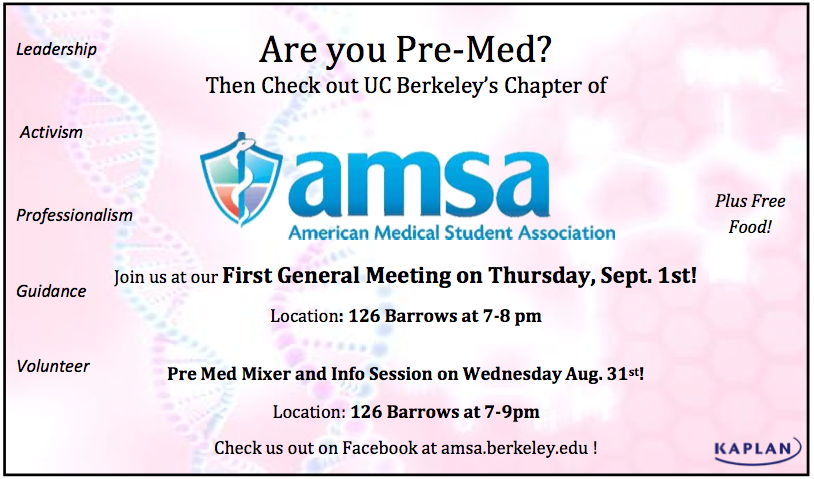 Leadership
Are you Pre-Med?
Then Check out UC Berkeley's Chapter of
Activism
amsa
American Medical Student Association
Professionalism
Plus Free
Food!
Join us at our First General Meeting on Thursday, Sept. 1st!
Guidance
Location: 126 Barrows at 7-8 pm
Volunteer
Pre Med Mixer and Info Session on Wednesday Aug. 31st!
Location: 126 Barrows at 7-9pm
Check us out on Facebook at amsa.berkeley.edu !
KAPLAN